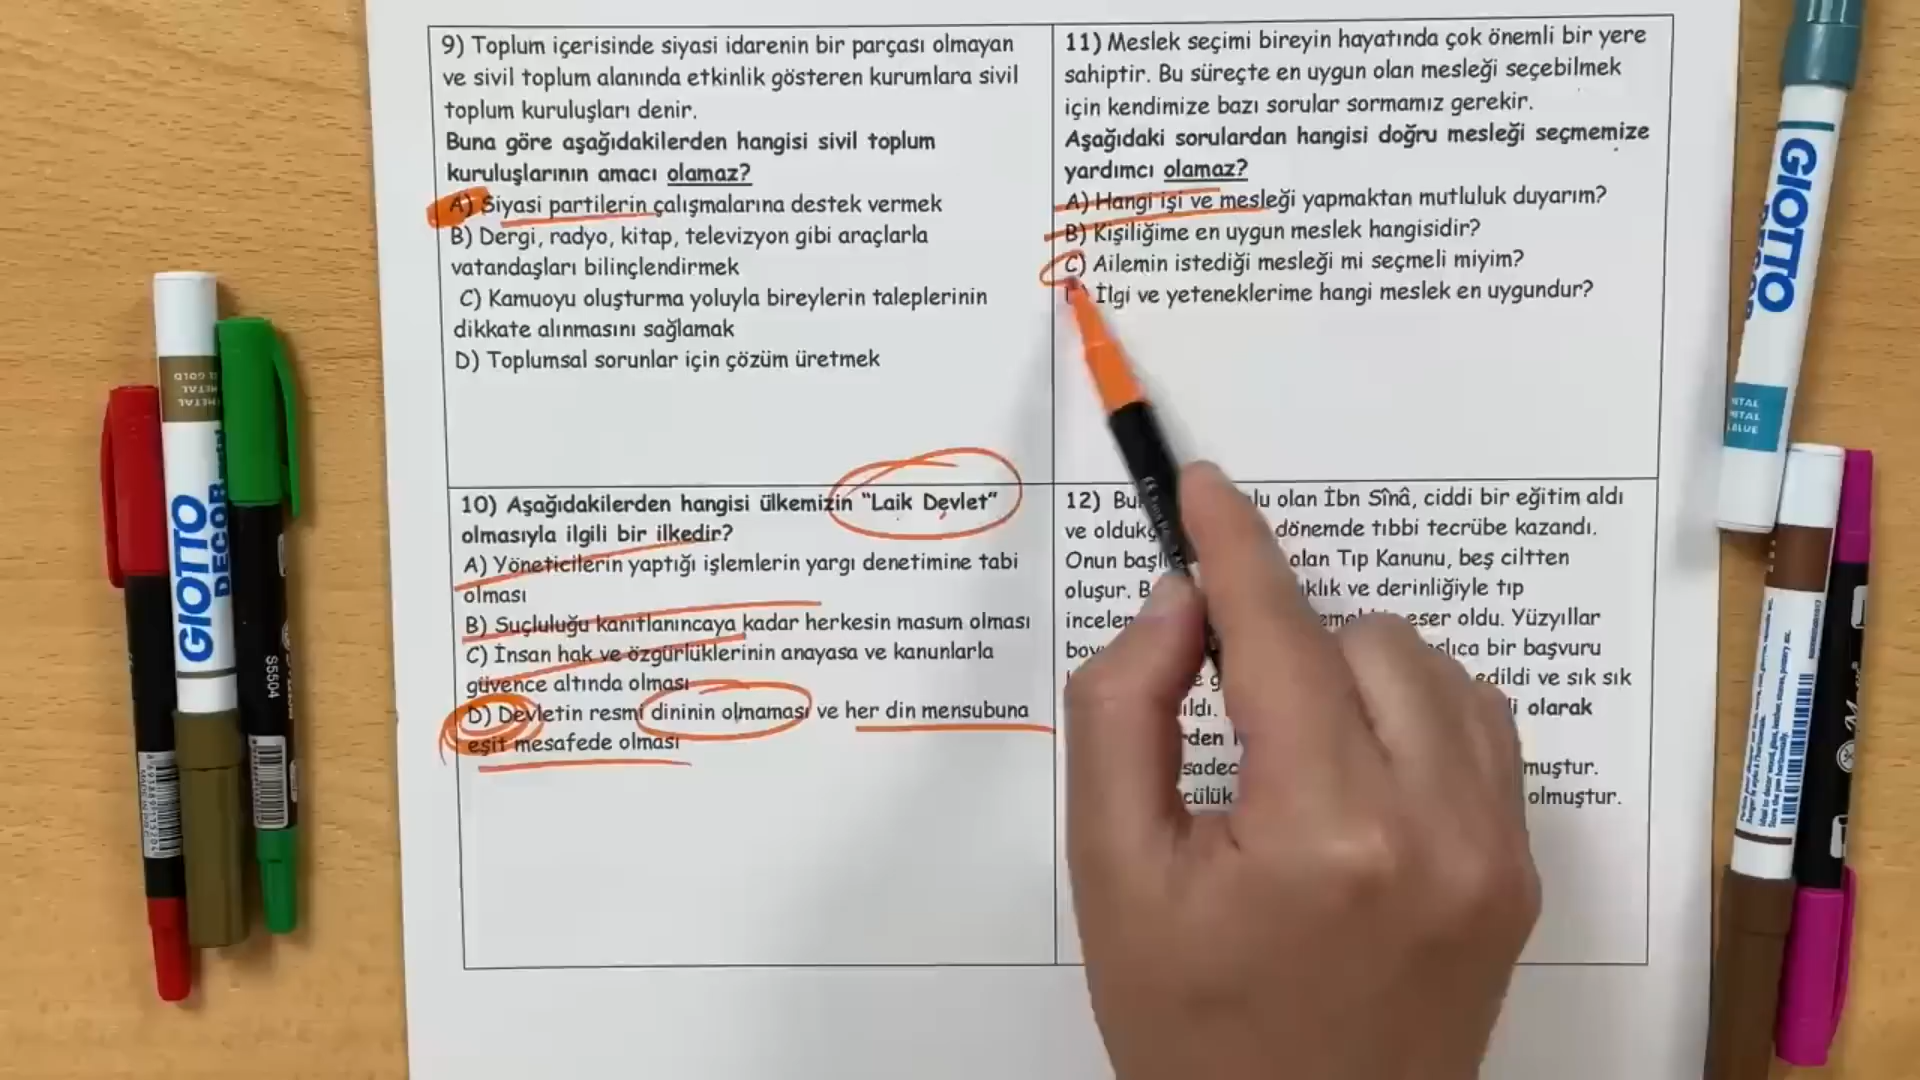 9) Toplum içerisinde siyasi idarenin bir parçası olmayan
ve sivil toplum alanında etkinlik gösteren kurumlara sivil
toplum kuruluşları denir.
Buna göre aşağıdakilerden hangisi sivil toplum
kuruluşlarının amacı olamaz?
A) Siyasi partilerin çalışmalarına destek vermek
B) Dergi, radyo, kitap, televizyon gibi araçlarla
vatandaşları bilinçlendirmek
C) Kamuoyu oluşturma yoluyla bireylerin taleplerinin
dikkate alınmasını sağlamak
D) Toplumsal sorunlar için çözüm üretmek
10) Aşağıdakilerden hangisi ülkemizin "Laik Devlet"
olmasıyla ilgili bir ilkedir?
A) Yöneticilerin yaptığı işlemlerin yargı denetimine tabi
olması
B) Suçluluğu kanıtlanıncaya kadar herkesin masum olması
C) İnsan hak ve özgürlüklerinin anayasa ve kanunlarla
güvence altında olması
D) Devletin resmi dininin olmaması ve her din mensubuna
eşit mesafede olması
11) Meslek seçimi bireyin hayatında çok önemli bir yere
sahiptir. Bu süreçte en uygun olan mesleği seçebilmek
için kendimize bazı sorular sormamız gerekir.
Aşağıdaki sorulardan hangisi doğru mesleği seçmemize
yardımcı olamaz?
A) Hangi işi ve mesleği yapmaktan mutluluk duyarım?
B) Kişiliğime en uygun meslek hangisidir?
C) Ailemin istediği mesleği mi seçmeli miyim?
İlgi ve yeteneklerime hangi meslek en uygundur?
12) olan İbn Sînâ, ciddi bir eğitim aldı
ve dönemde tıbbi tecrübe kazandı.
Onun olan Tıp Kanunu, beş ciltten
oluşur. ve derinliğiyle tıp
eser oldu. Yüzyıllar
bir başvuru
edildi ve sık sık
olarak
GIOTTO
DECOR
METAL
GOLD
S5504
GIOTTO
METAL
BLUE